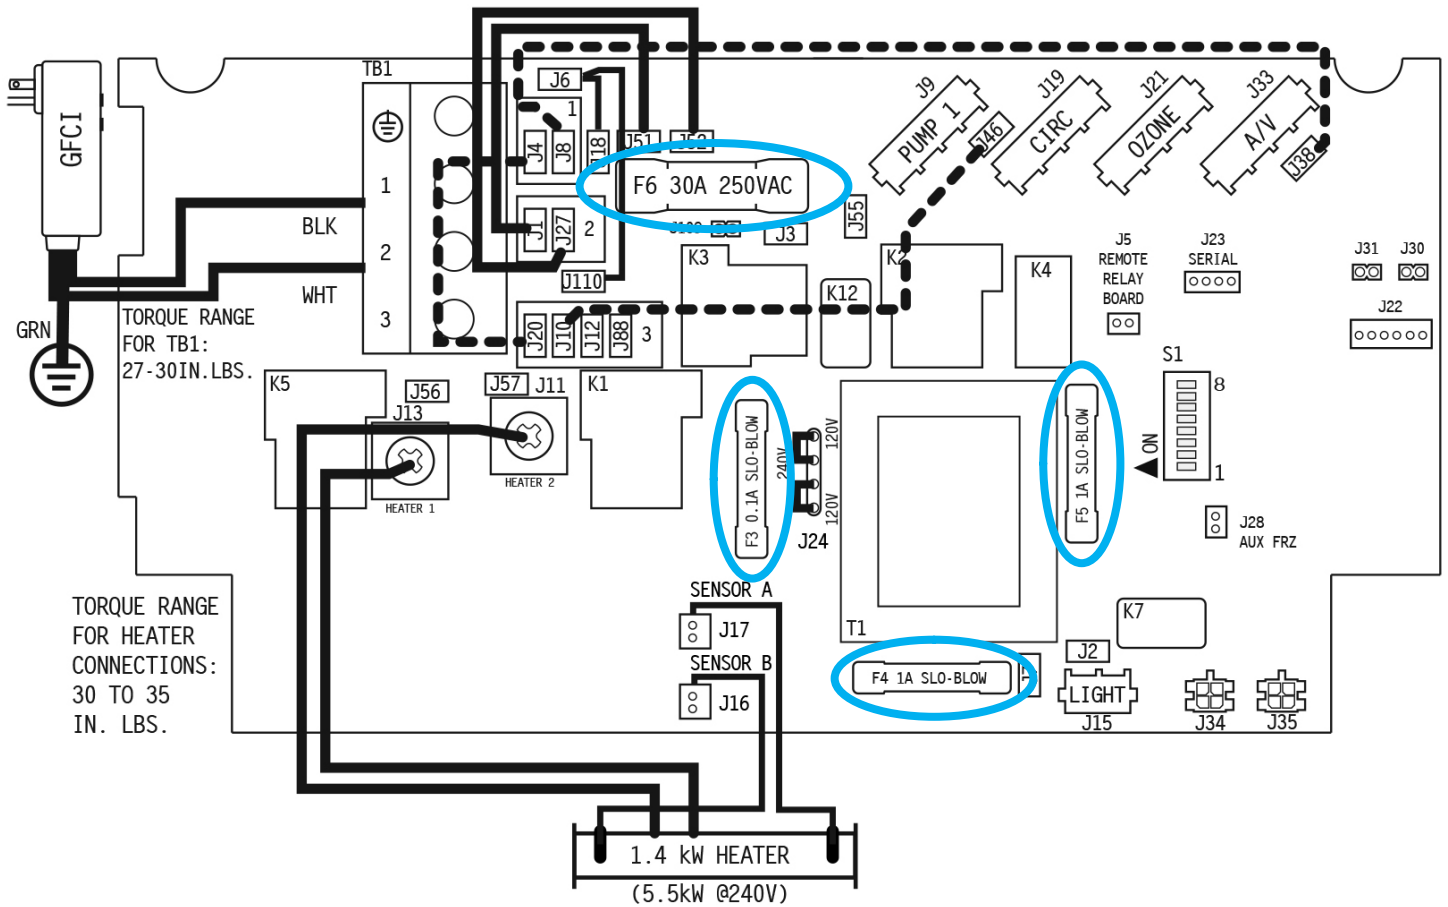 TB1
J6
J9
J19
J21
J33
GFCI
1
J4
J8
J18
J51
J52
PUMP 1
J46
CIRC
OZONE
A/V
J38
1
F6 30A 250VAC
BLK
J1
J27
2
J55
J3
2
K3
K2
K4
J5
REMOTE
RELAY
BOARD
J23
SERIAL
J31
J30
J110
K12
WHT
GRN
3
J20
J10
J12
J88
3
J22
TORQUE RANGE
FOR TB1:
27-30IN.LBS.
S1
K5
J56
J57
J11
K1
8
J13
HEATER 1
HEATER 2
F3 0.1A SLO-BLOW
240V
120V
120V
J24
F5 1A SLO-BLOW
ON
1
J28
AUX FRZ
TORQUE RANGE
FOR HEATER
CONNECTIONS:
30 TO 35
IN. LBS.
SENSOR A
J17
SENSOR B
J16
T1
K7
J2
F4 1A SLO-BLOW
LIGHT
J15
J34
J35
1.4 kW HEATER
(5.5kW @240V)